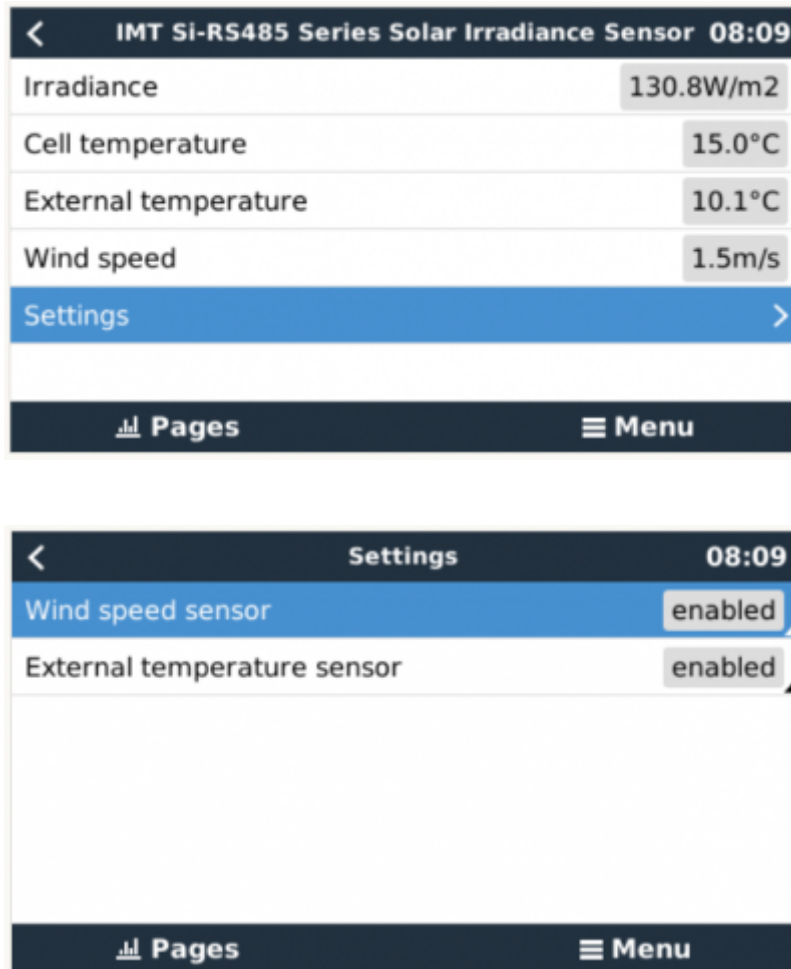 IMT Si-RS485 Series Solar Irradiance Sensor 08:09
Irradiance 130.8W/m2
Cell temperature 15.0°C
External temperature 10.1°C
Wind speed 1.5m/s
Settings
Pages Menu
Settings 08:09
Wind speed sensor enabled
External temperature sensor enabled
Pages Menu